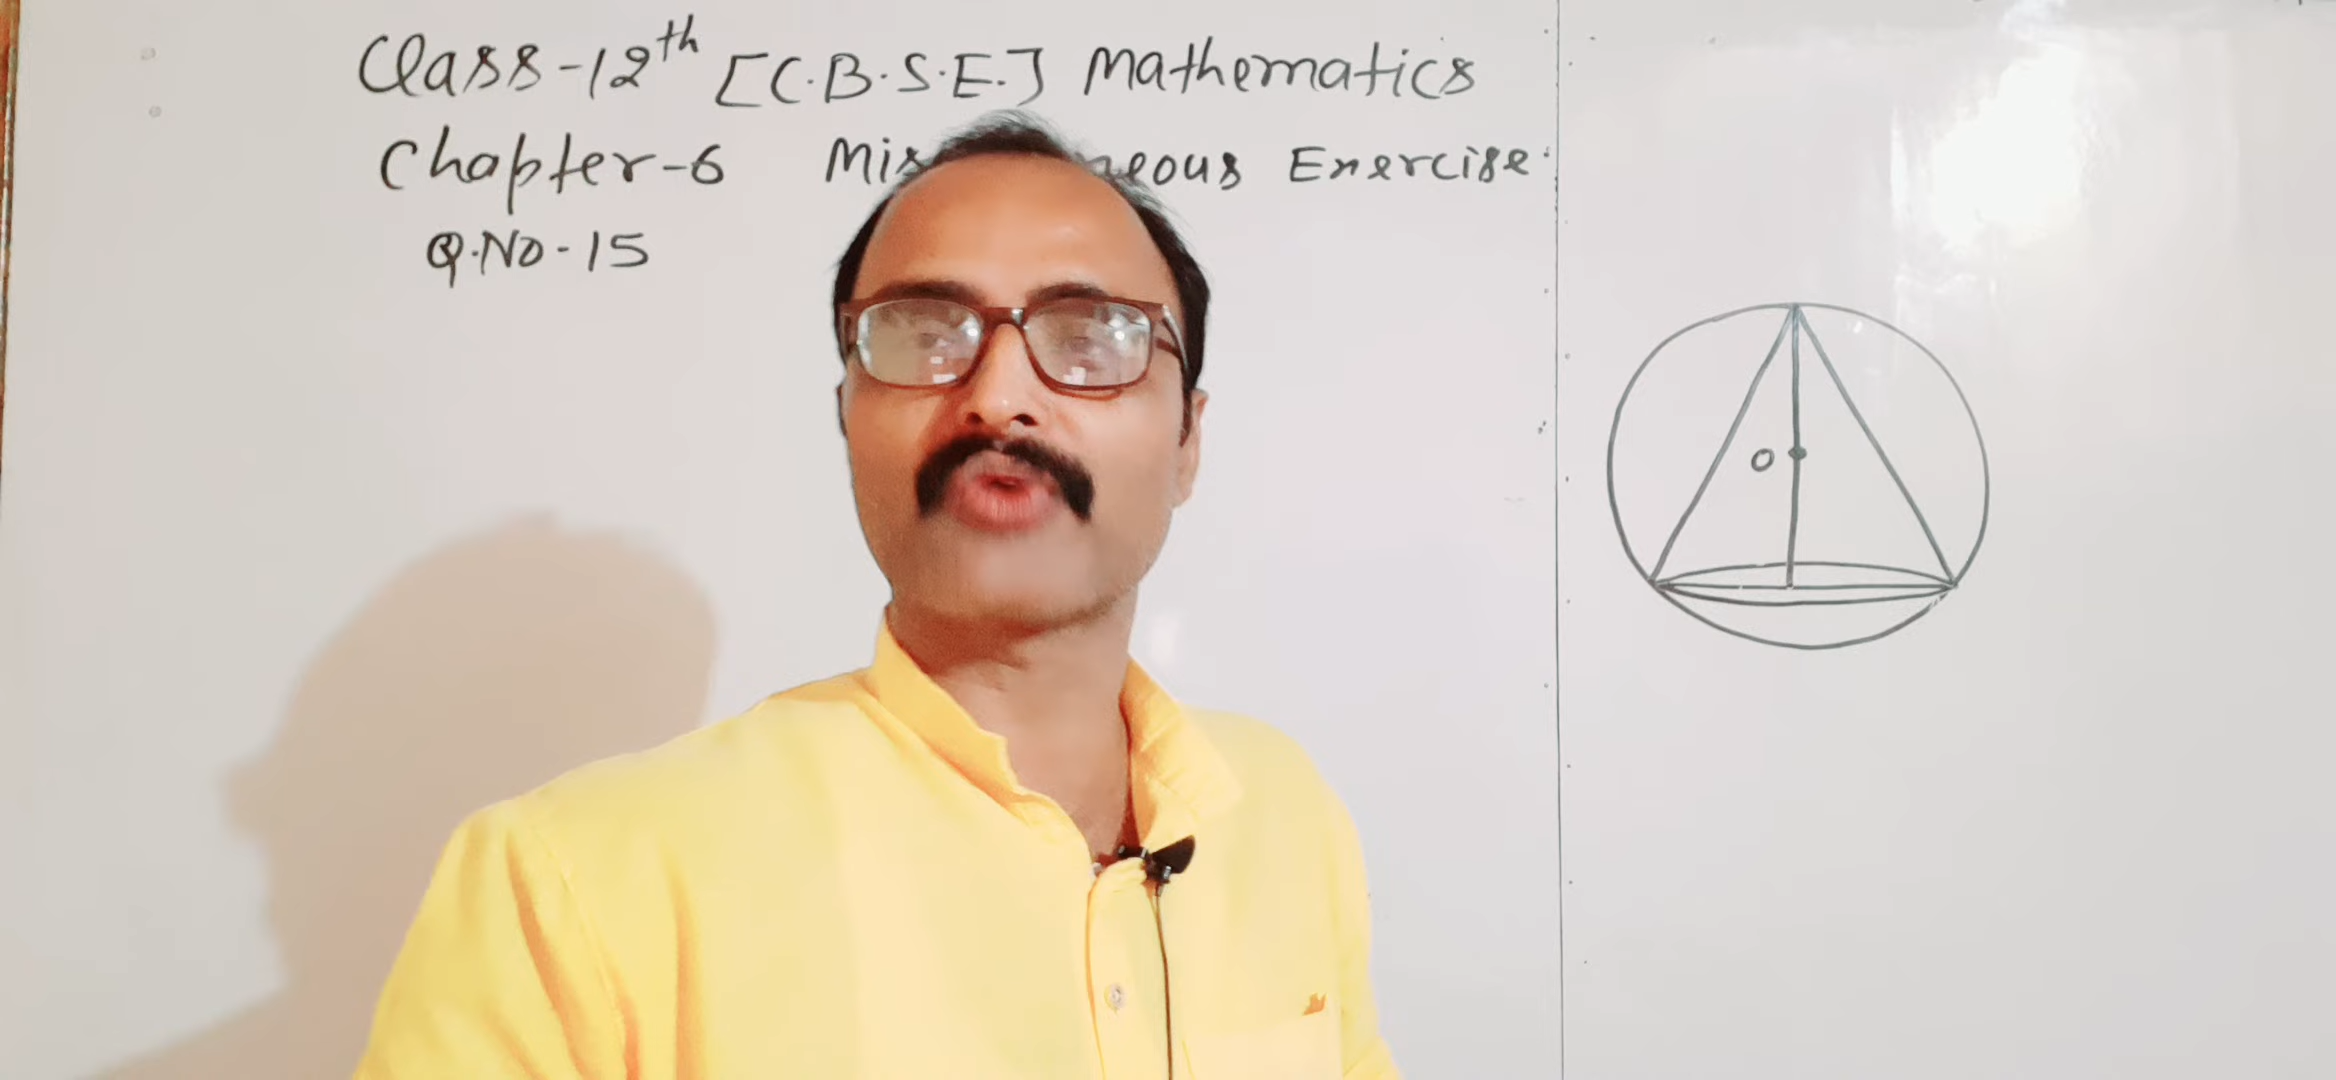 Class-12th [C.B.S.E.] Mathematics
Chapter-6 Exercise
Q.No-15
O